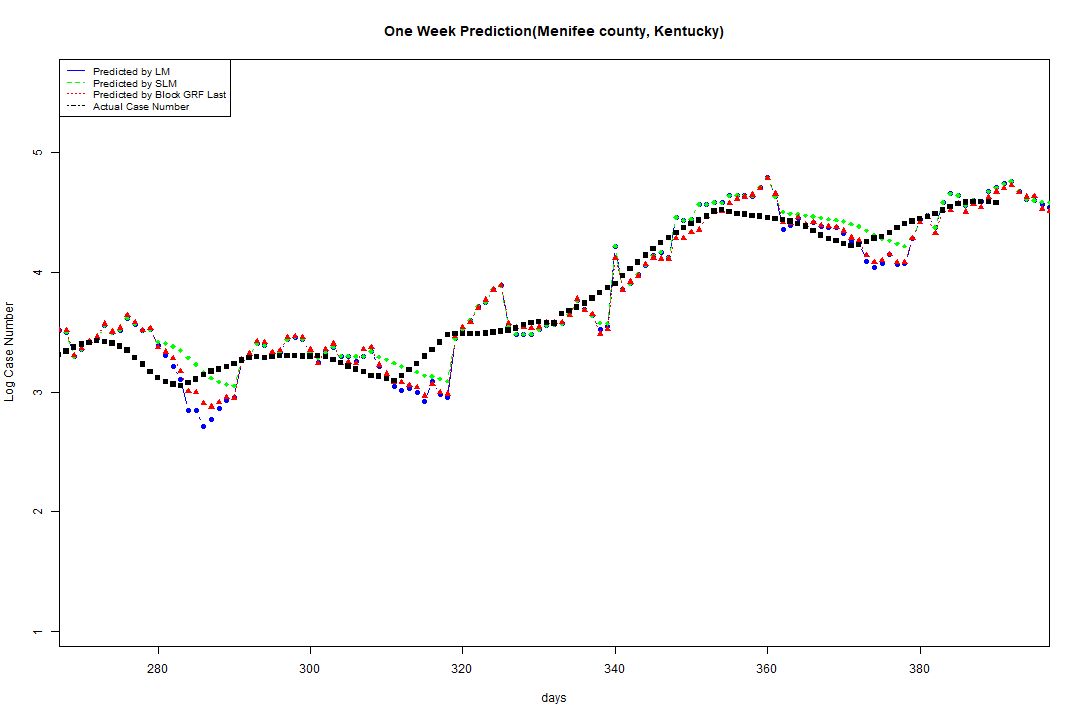 One Week Prediction(Menifee county, Kentucky)
Predicted by LM
Predicted by SLM
Predicted by Block GRF Last
Actual Case Number
5
4
3
2
1
Log Case Number
280 300 320 340 360 380
days